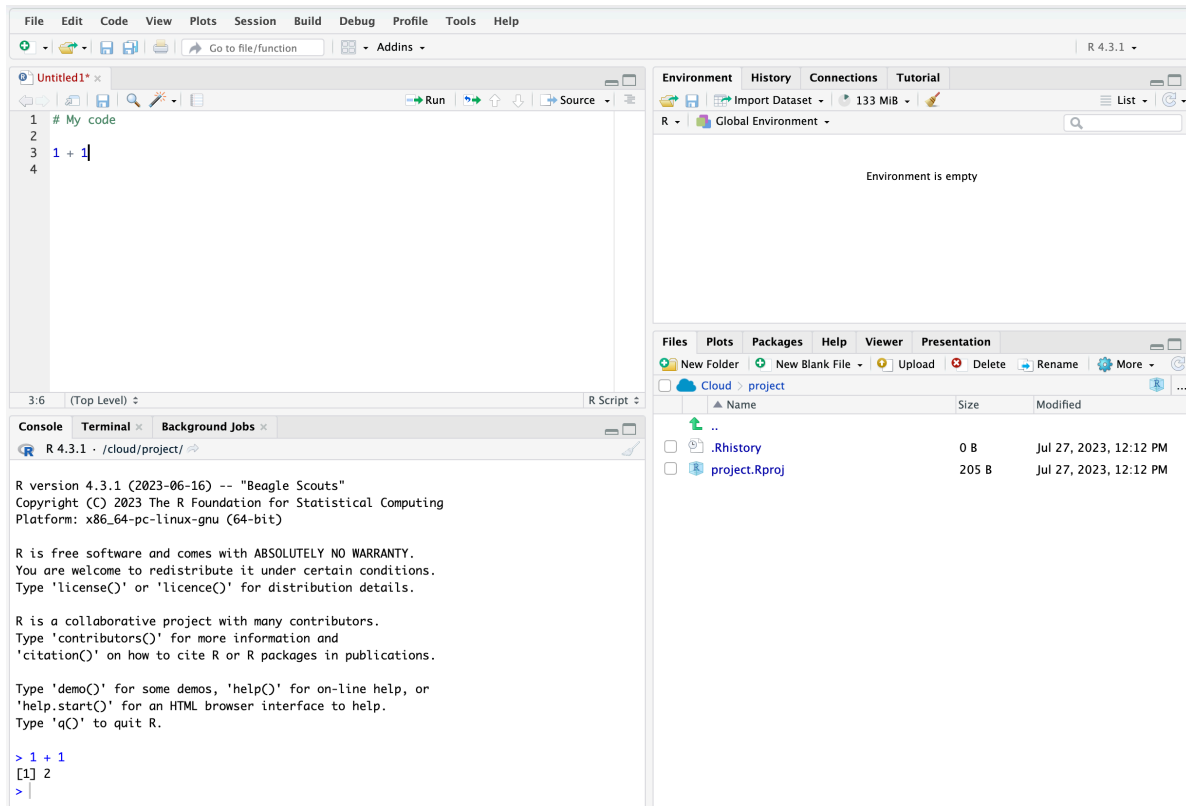 File Edit Code View Plots Session Build Debug Profile Tools Help
Go to file/function Addins R 4.3.1
Untitled1*
Run Source
1 # My code
2
3 1 + 1
4
3:6 (Top Level) R Script
Console Terminal Background Jobs
R 4.3.1 · /cloud/project/
R version 4.3.1 (2023-06-16) -- "Beagle Scouts"
Copyright (C) 2023 The R Foundation for Statistical Computing
Platform: x86_64-pc-linux-gnu (64-bit)
R is free software and comes with ABSOLUTELY NO WARRANTY.
You are welcome to redistribute it under certain conditions.
Type 'license()' or 'licence()' for distribution details.
R is a collaborative project with many contributors.
Type 'contributors()' for more information and
'citation()' on how to cite R or R packages in publications.
Type 'demo()' for some demos, 'help()' for on-line help, or
'help.start()' for an HTML browser interface to help.
Type 'q()' to quit R.
> 1 + 1
[1] 2
>
Environment History Connections Tutorial
Import Dataset 133 MiB List
R Global Environment
Environment is empty
Files Plots Packages Help Viewer Presentation
New Folder New Blank File Upload Delete Rename More
Cloud > project ...
Name Size Modified
..
.Rhistory 0 B Jul 27, 2023, 12:12 PM
project.Rproj 205 B Jul 27, 2023, 12:12 PM